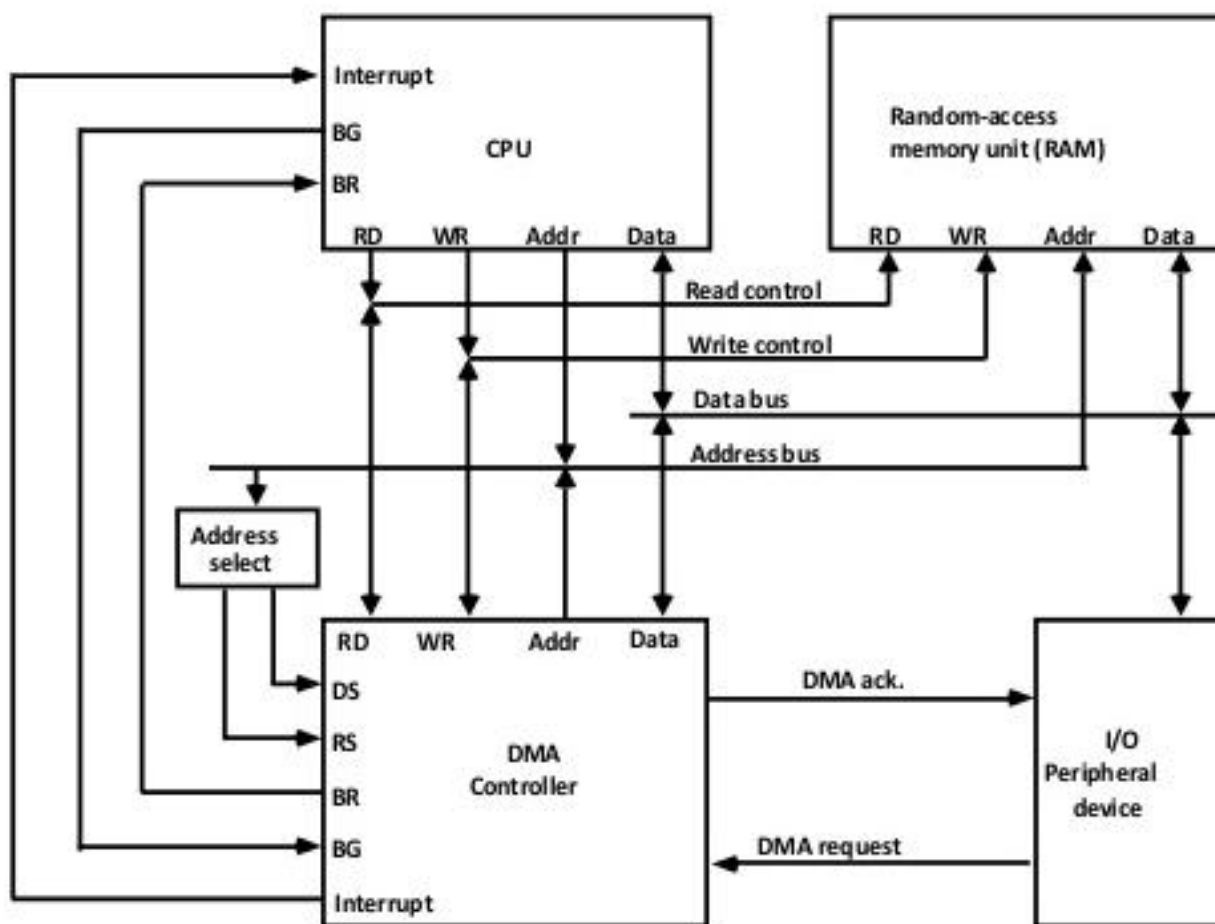 Interrupt
BG
CPU
BR
RD WR Addr Data
Random-access
memory unit (RAM)
RD WR Addr Data
Read control
Write control
Data bus
Address bus
Address
select
RD WR Addr Data
DS
RS
DMA
Controller
BR
BG
Interrupt
DMA ack.
DMA request
I/O
Peripheral
device